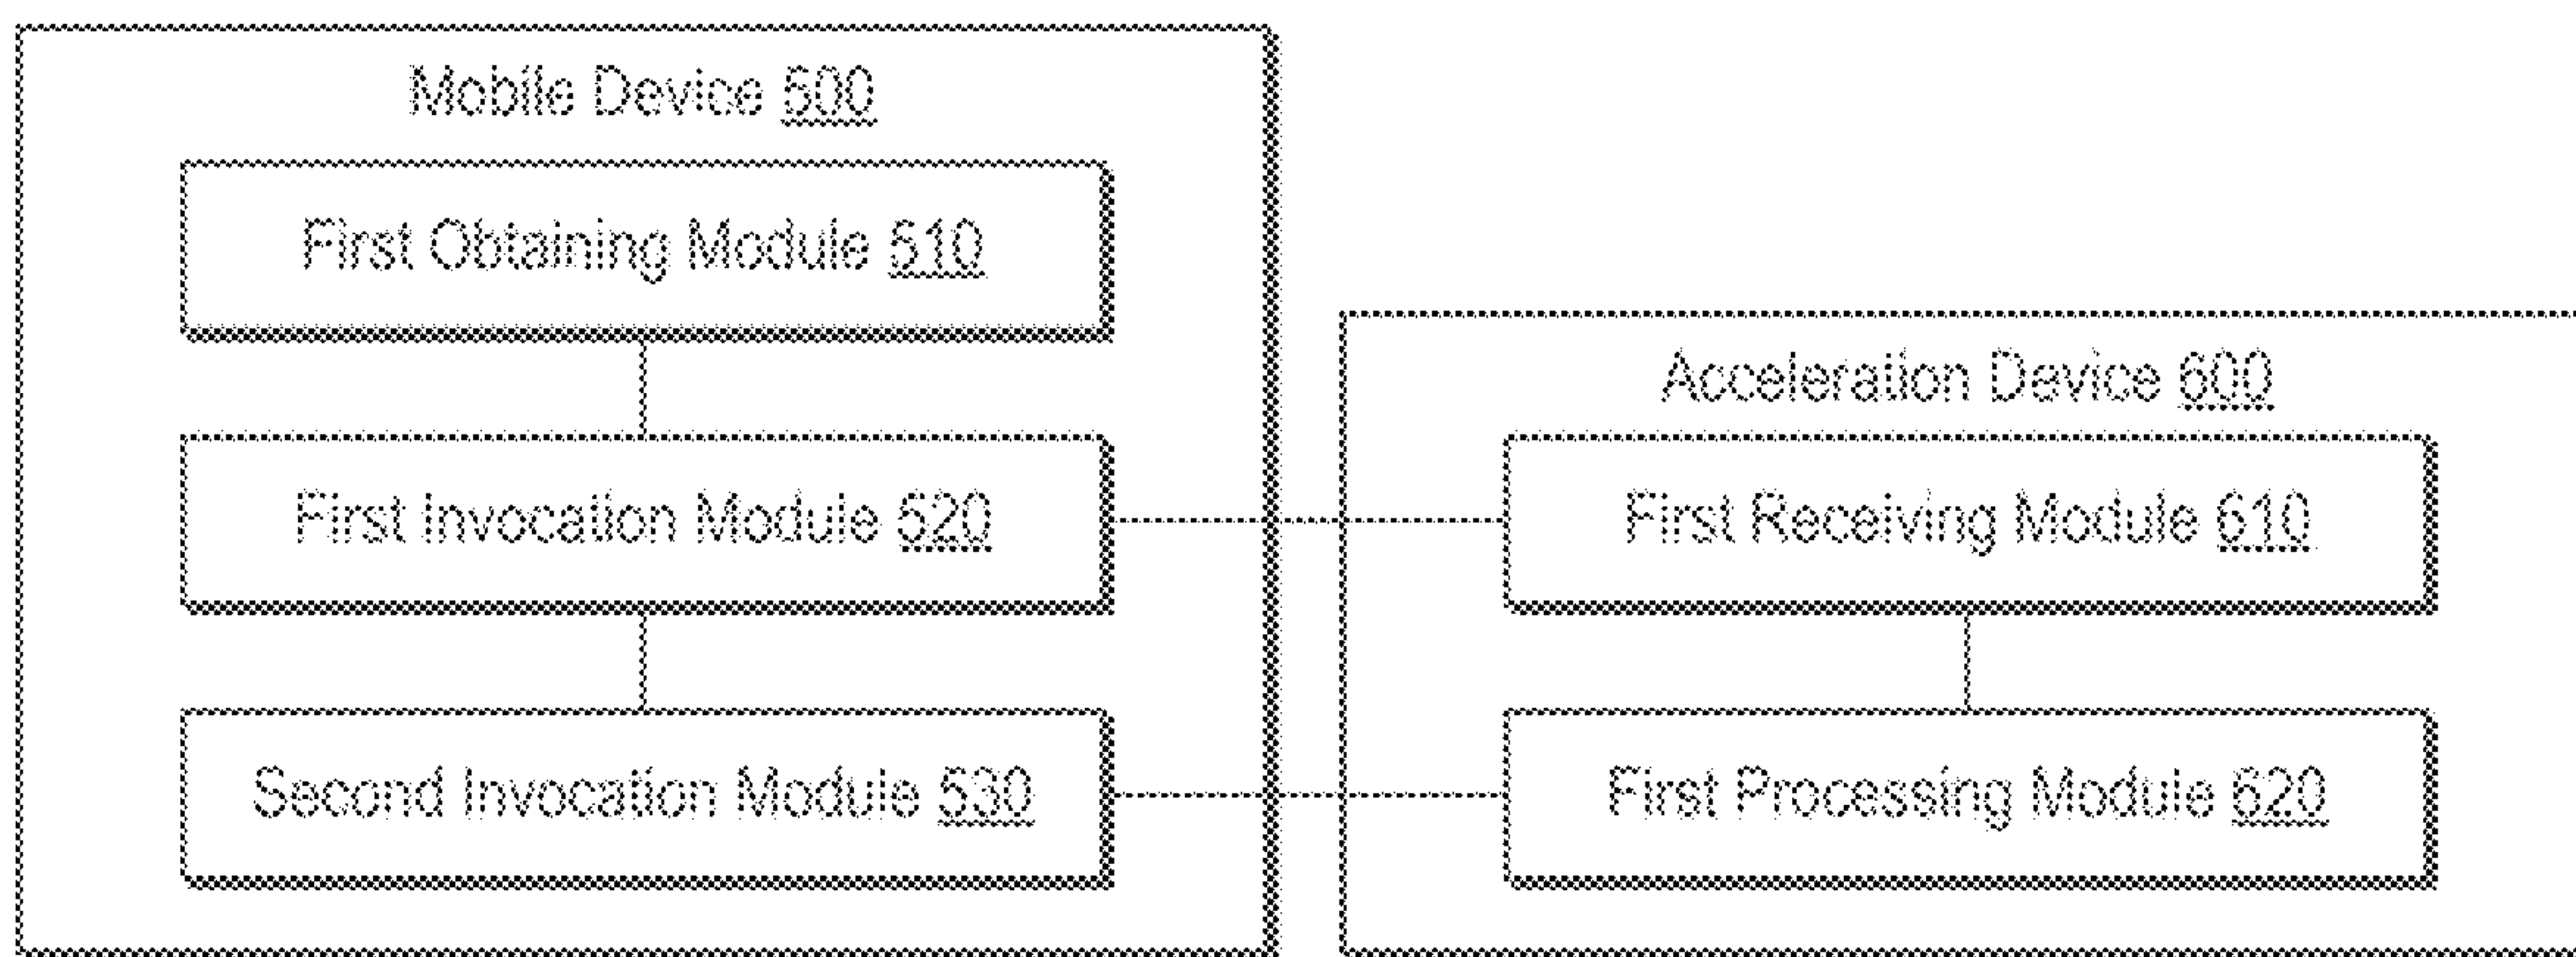 Mobile Device 500
First Obtaining Module 510
First Invocation Module 520
Second Invocation Module 530
Acceleration Device 600
First Receiving Module 610
First Processing Module 620